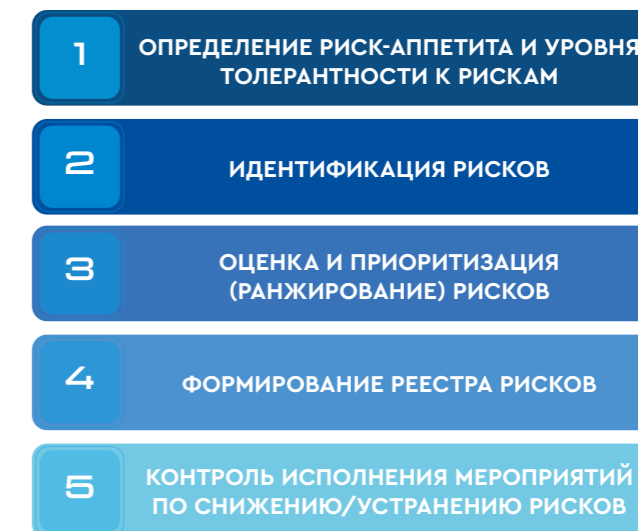 1
ОПРЕДЕЛЕНИЕ РИСК-АППЕТИТА И УРОВНЯ
ТОЛЕРАНТНОСТИ К РИСКАМ
2
ИДЕНТИФИКАЦИЯ РИСКОВ
3
ОЦЕНКА И ПРИОРИТИЗАЦИЯ
(РАНЖИРОВАНИЕ) РИСКОВ
4
ФОРМИРОВАНИЕ РЕЕСТРА РИСКОВ
5
КОНТРОЛЬ ИСПОЛНЕНИЯ МЕРОПРИЯТИЙ
ПО СНИЖЕНИЮ/УСТРАНЕНИЮ РИСКОВ